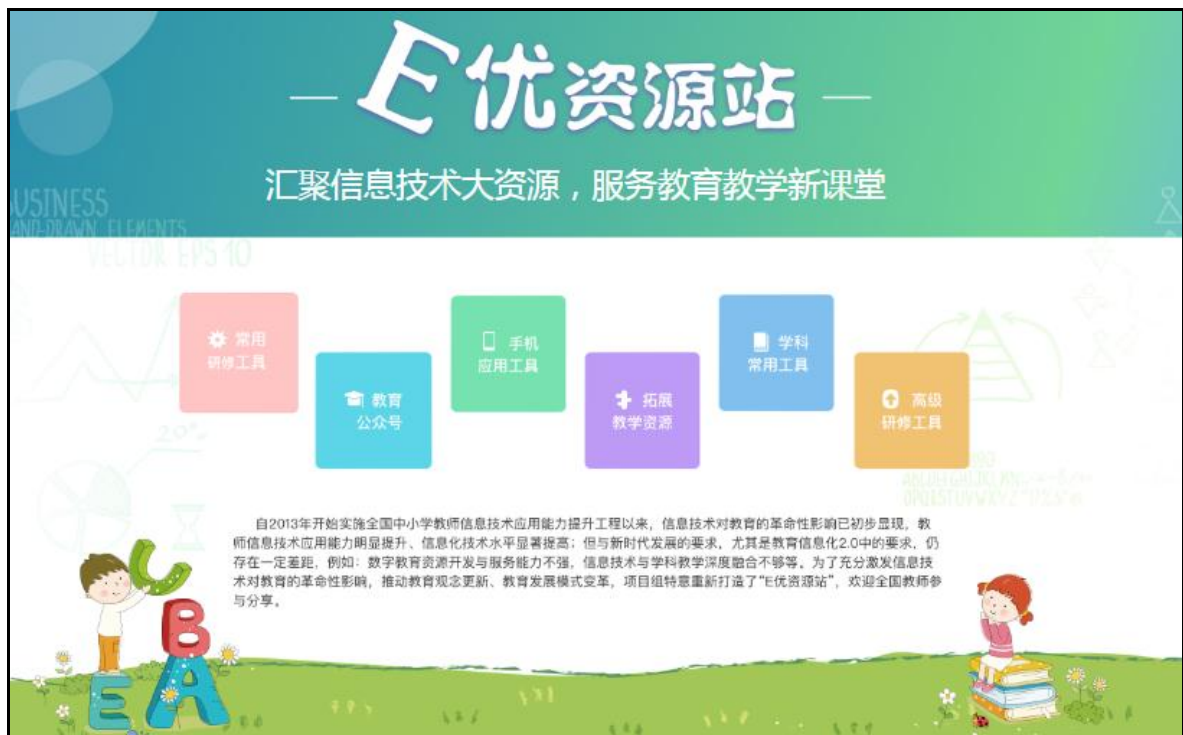 E优资源站
汇聚信息技术大资源，服务教育教学新课堂
USINESS
AND-DRAWN ELEMENTS
VECTOR EPS 10
常用
研修工具
教育
公众号
手机
应用工具
拓展
教学资源
学科
常用工具
高级
研修工具
20%
自2013年开始实施全国中小学教师信息技术应用能力提升工程以来，信息技术对教育的革命性影响已初步显现，教
师信息技术应用能力明显提升、信息化技术水平显著提高；但与新时代发展的要求，尤其是教育信息化2.0中的要求，仍
存在一定差距，例如：数字教育资源开发与服务能力不强，信息技术与学科教学深度融合不够等。为了充分激发信息技
术对教育的革命性影响，推动教育观念更新、教育发展模式变革，项目组特意重新打造了“E优资源站”，欢迎全国教师参
与分享。
U
B
E A